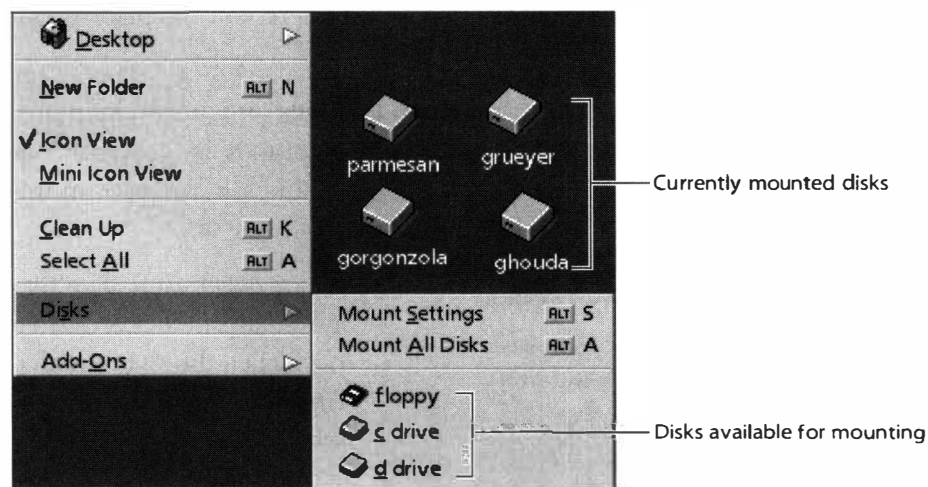 Desktop
New Folder ALT N
✓ Icon View
Mini Icon View
Clean Up ALT K
Select All ALT A
Disks
Add-Ons
parmesan
grueyer
gorgonzola
ghouda
Currently mounted disks
Mount Settings ALT S
Mount All Disks ALT A
floppy
c drive
d drive
Disks available for mounting